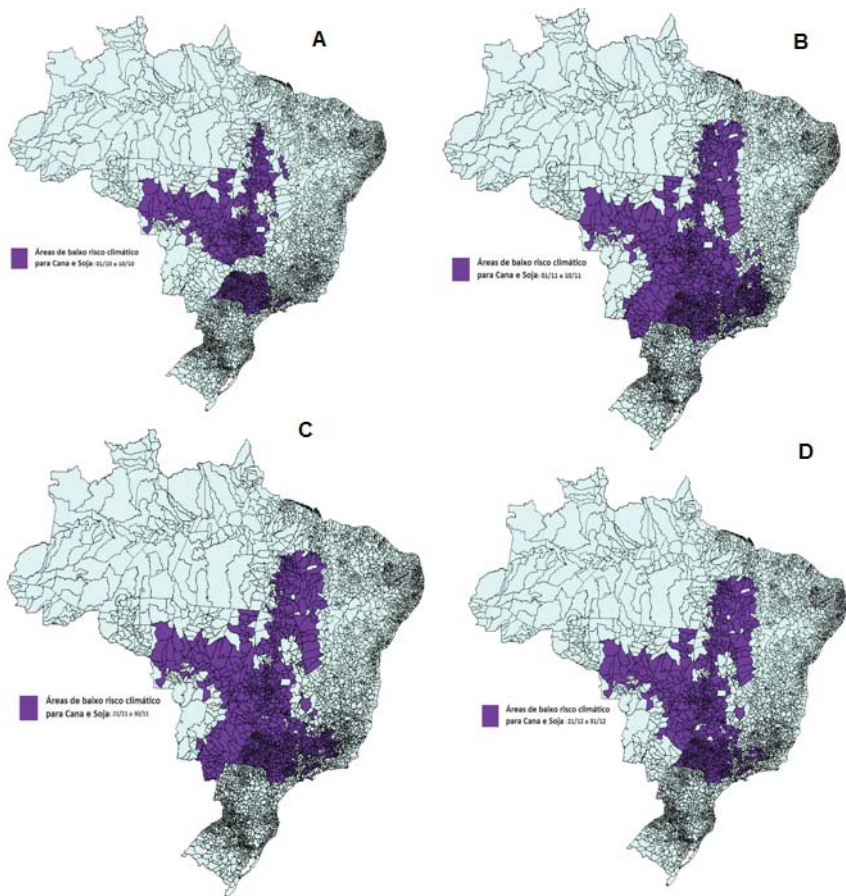 A
Áreas de baixo risco climático
para Cana e Soja: 01/10 a 10/10
B
Áreas de baixo risco climático
para Cana e Soja: 01/11 a 10/11
C
Áreas de baixo risco climático
para Cana e Soja: 21/11 a 30/11
D
Áreas de baixo risco climático
para Cana e Soja : 21/12 a 31/12